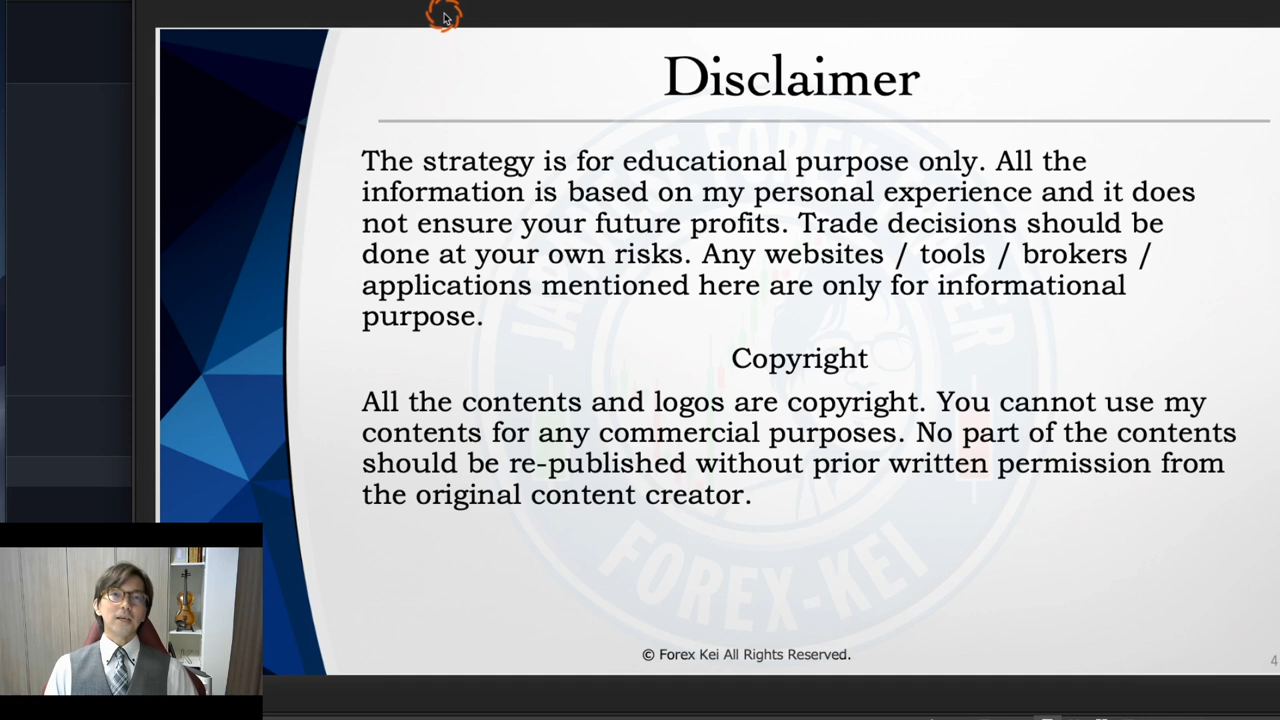 Disclaimer
The strategy is for educational purpose only. All the
information is based on my personal experience and it does
not ensure your future profits. Trade decisions should be
done at your own risks. Any websites / tools / brokers /
applications mentioned here are only for informational
purpose.
Copyright
All the contents and logos are copyright. You cannot use my
contents for any commercial purposes. No part of the contents
should be re-published without prior written permission from
the original content creator.
FOREX-KEI
© Forex Kei All Rights Reserved.
4